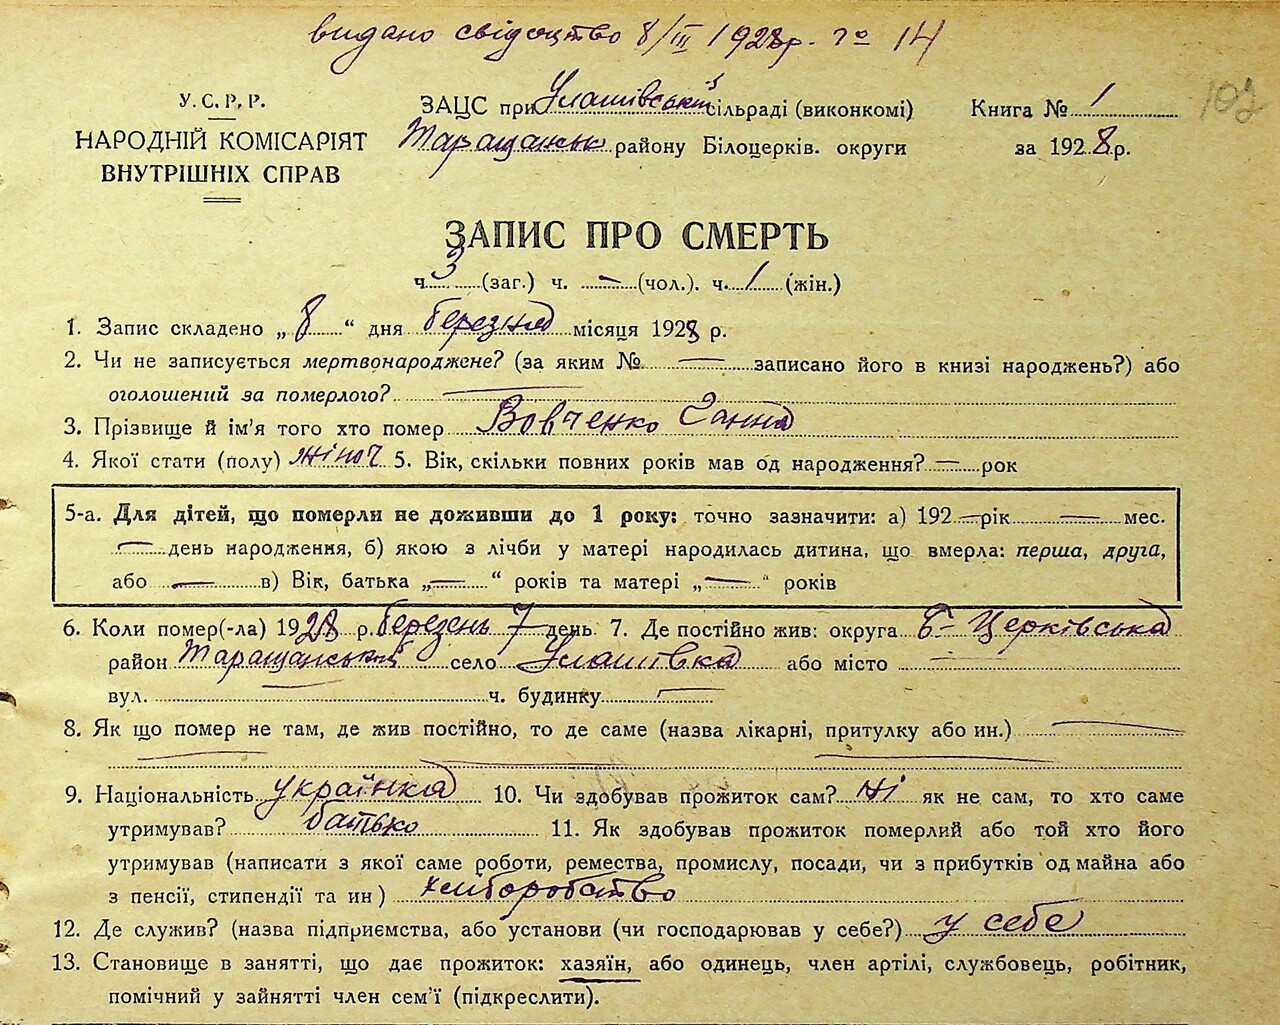 видано свідоцтво 8/III 1928р. го 14
У.С.Р.Р.
НАРОДНІЙ КОМІСАРІЯТ
ВНУТРІШНІХ СПРАВ
ЗАЦС при Улашівській сільраді (виконкомі)
Таращанськ району Білоцерків. округи
Книга № 1
за 1928 р.
107
ЗАПИС ПРО СМЕРТЬ
ч. 3 (заг.) ч. — (чол.). ч. 1 (жін.)
1. Запис складено „ 8 “ дня березня місяця 1928 р.
2. Чи не записується мертвонароджене? (за яким № — записано його в книзі народжень?) або
оголошений за померлого? —
3. Прізвище й ім'я того хто помер Вовченко Ганна
4. Якої стати (полу) жіноч 5. Вік, скільки повних років мав од народження? — рок
5-а. Для дітей, що померли не доживши до 1 року: точно зазначити: а) 192 — рік — мес.
— день народження, б) якою з лічби у матері народилась дитина, що вмерла: перша, друга,
або — в) Вік, батька „ — “ років та матері „ — “ років
6. Коли помер(-ла) 1928 р. березень 7 день 7. Де постійно жив: округа Б-Церківська
район Таращанський село Улашівка або місто —
вул. — ч. будинку —
8. Як що помер не там, де жив постійно, то де саме (назва лікарні, притулку або ин.) —
9. Національність українка 10. Чи здобував прожиток сам? Ні як не сам, то хто саме
утримував? батько 11. Як здобував прожиток померлий або той хто його
утримував (написати з якої саме роботи, ремества, промислу, посади, чи з прибутків од майна або
з пенсії, стипендії та ин ) хліборобство
12. Де служив? (назва підприємства, або установи (чи господарював у себе?) у себе
13. Становище в занятті, що дає прожиток: хазяїн, або одинець, член артілі, службовець, робітник,
помічний у зайнятті член сем'ї (підкреслити).